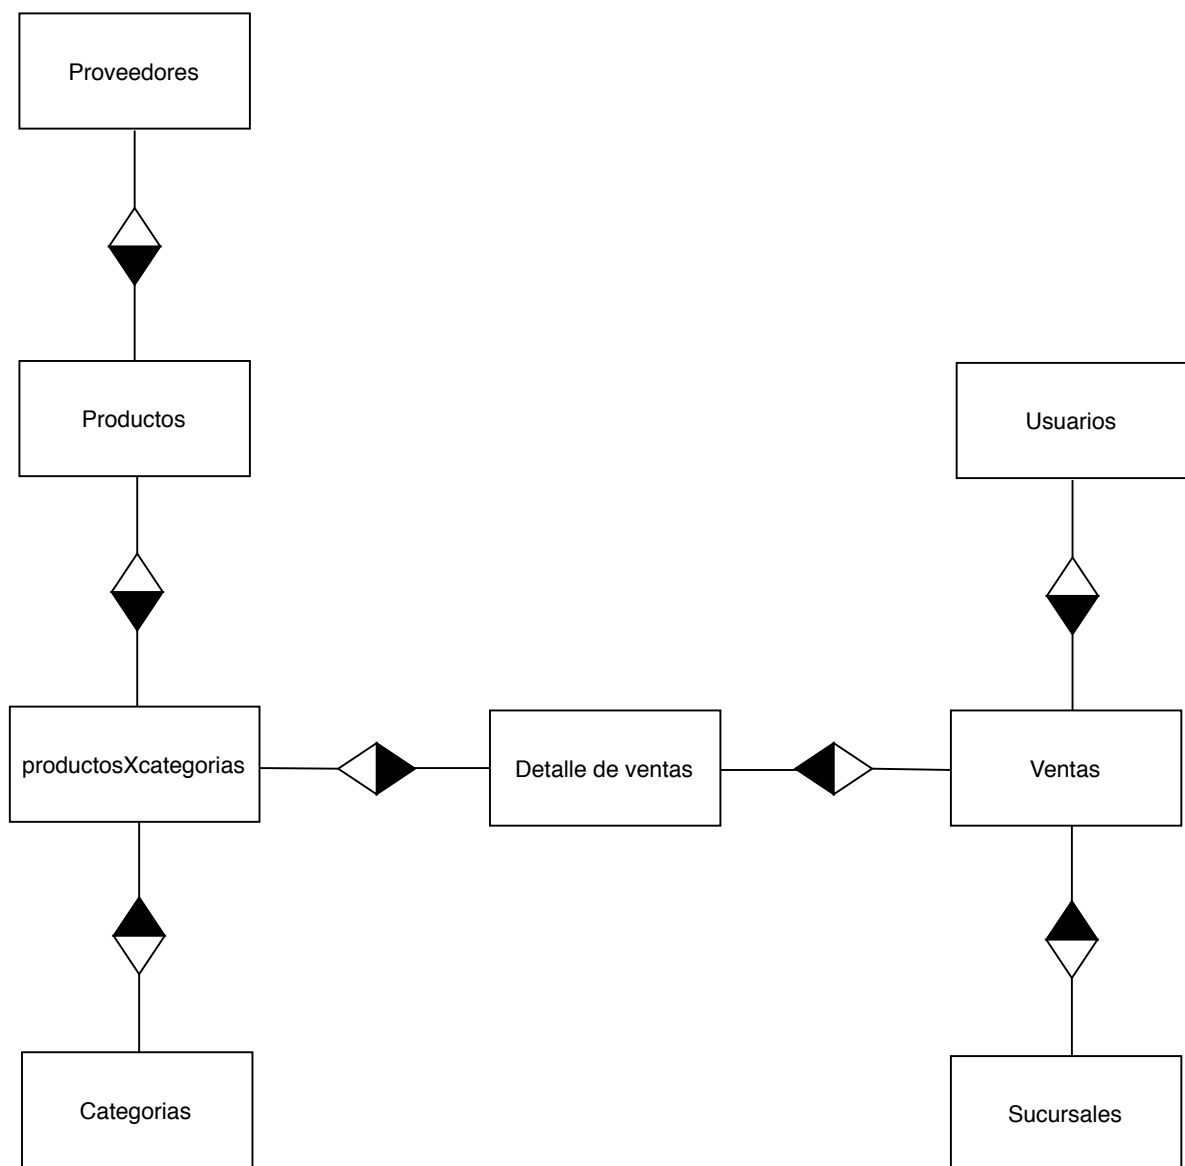 Proveedores
Productos
Usuarios
productosXcategorias
Detalle de ventas
Ventas
Categorias
Sucursales